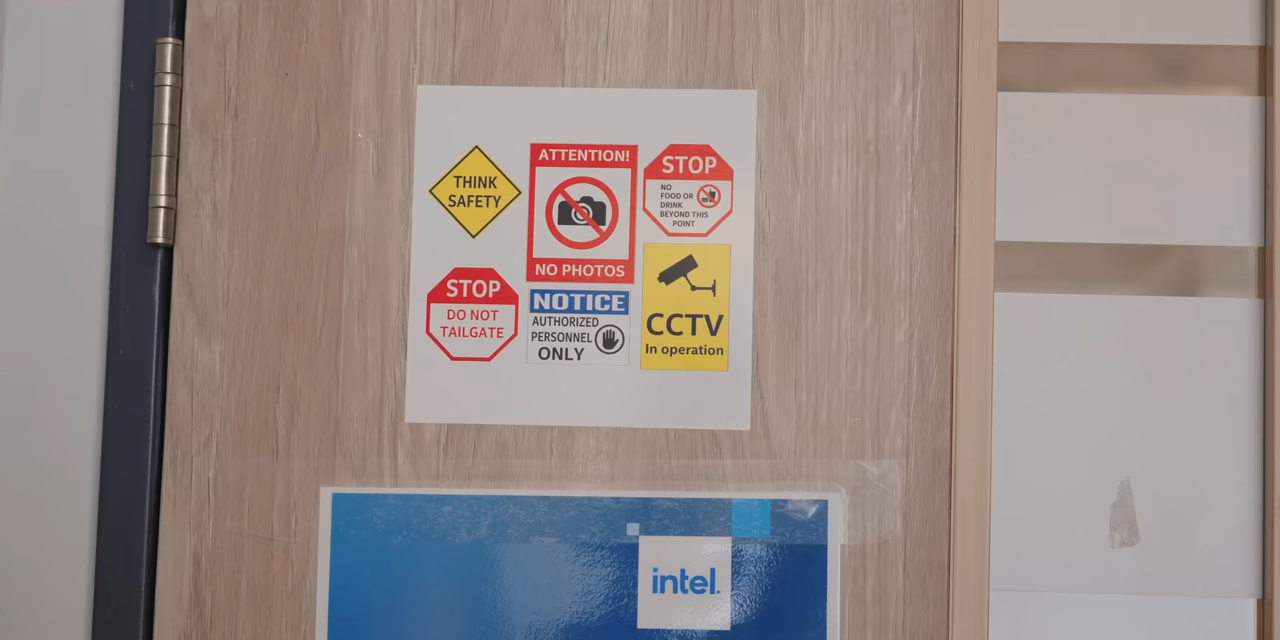 THINK
SAFETY
ATTENTION!
NO PHOTOS
STOP
NO
FOOD OR
DRINK
BEYOND THIS
POINT
STOP
DO NOT
TAILGATE
NOTICE
AUTHORIZED
PERSONNEL
ONLY
CCTV
In operation
intel.